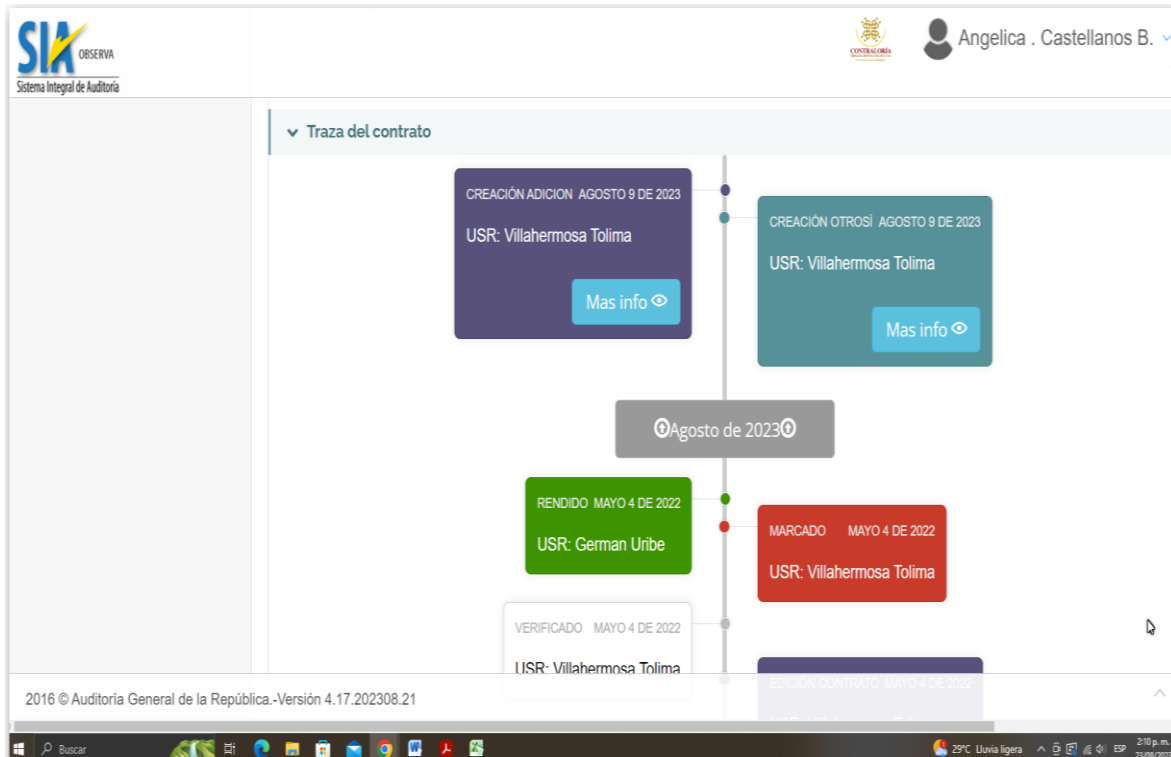 SIA OBSERVA
Sistema Integral de Auditoría
CONTRALORÍA
Angelica . Castellanos B.
Traza del contrato
CREACIÓN ADICION AGOSTO 9 DE 2023
USR: Villahermosa Tolima
Mas info
CREACIÓN OTROSÍ AGOSTO 9 DE 2023
USR: Villahermosa Tolima
Mas info
Agosto de 2023
RENDIDO MAYO 4 DE 2022
USR: German Uribe
MARCADO MAYO 4 DE 2022
USR: Villahermosa Tolima
VERIFICADO MAYO 4 DE 2022
USR: Villahermosa Tolima
EDICIÓN CONTRATO MAYO 4 DE 2022
2016 © Auditoría General de la República.-Versión 4.17.202308.21
Buscar
29°C Lluvia ligera
ESP
2:10 p. m.
23/08/2023